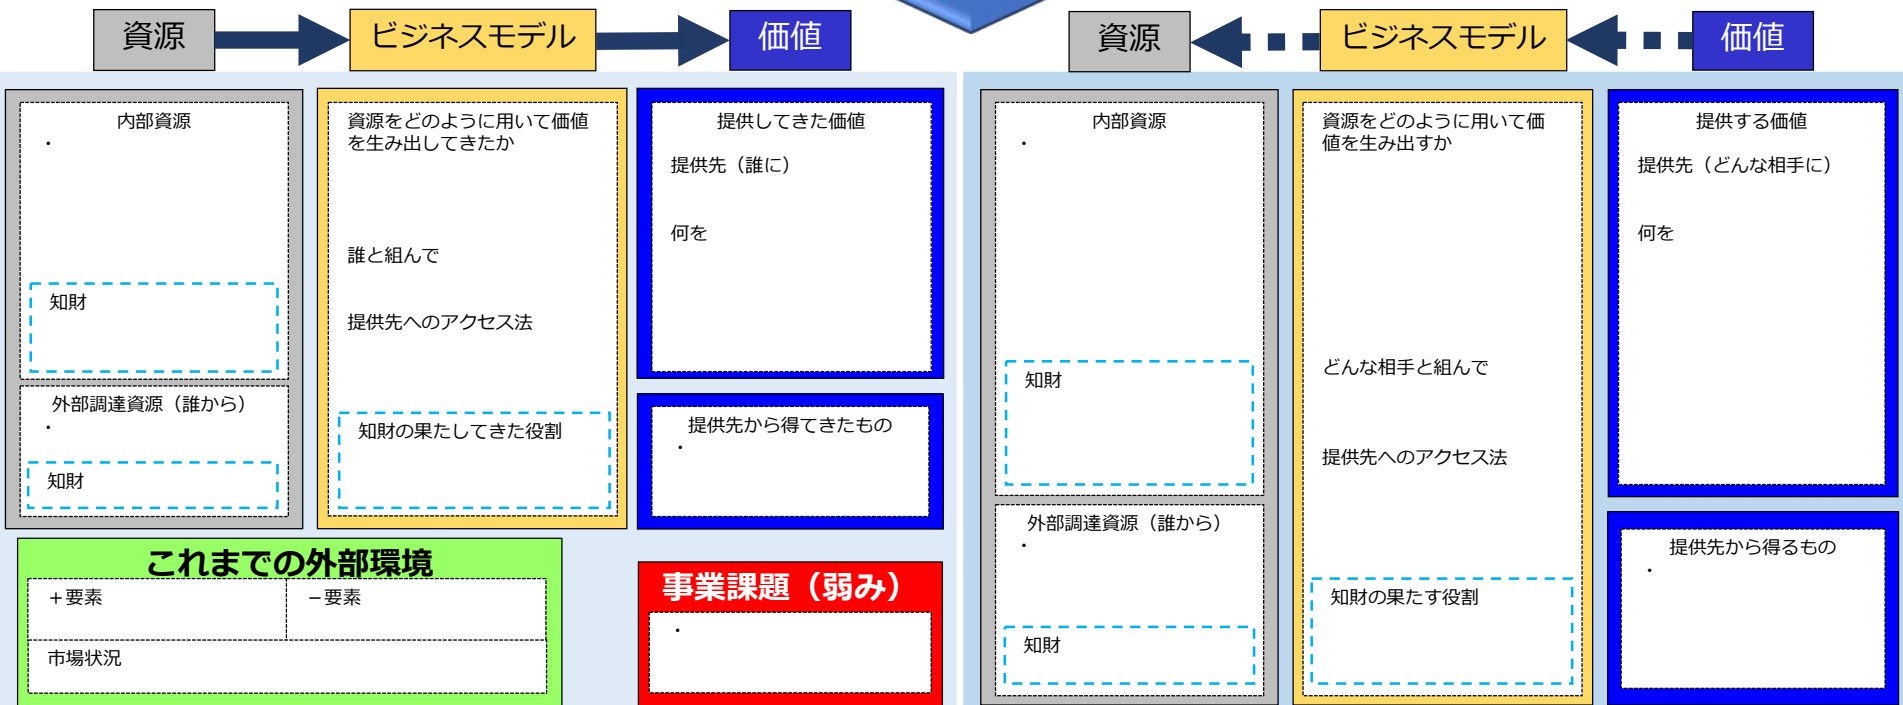 資源
ビジネスモデル
価値
内部資源
・
知財
外部調達資源（誰から）
・
知財
資源をどのように用いて価値
を生み出してきたか
誰と組んで
提供先へのアクセス法
知財の果たしてきた役割
提供してきた価値
提供先（誰に）
何を
提供先から得てきたもの
・
これまでの外部環境
＋要素
－要素
市場状況
事業課題（弱み）
・
資源
ビジネスモデル
価値
内部資源
・
知財
外部調達資源（誰から）
・
知財
資源をどのように用いて価
値を生み出すか
どんな相手と組んで
提供先へのアクセス法
知財の果たす役割
提供する価値
提供先（どんな相手に）
何を
提供先から得るもの
・